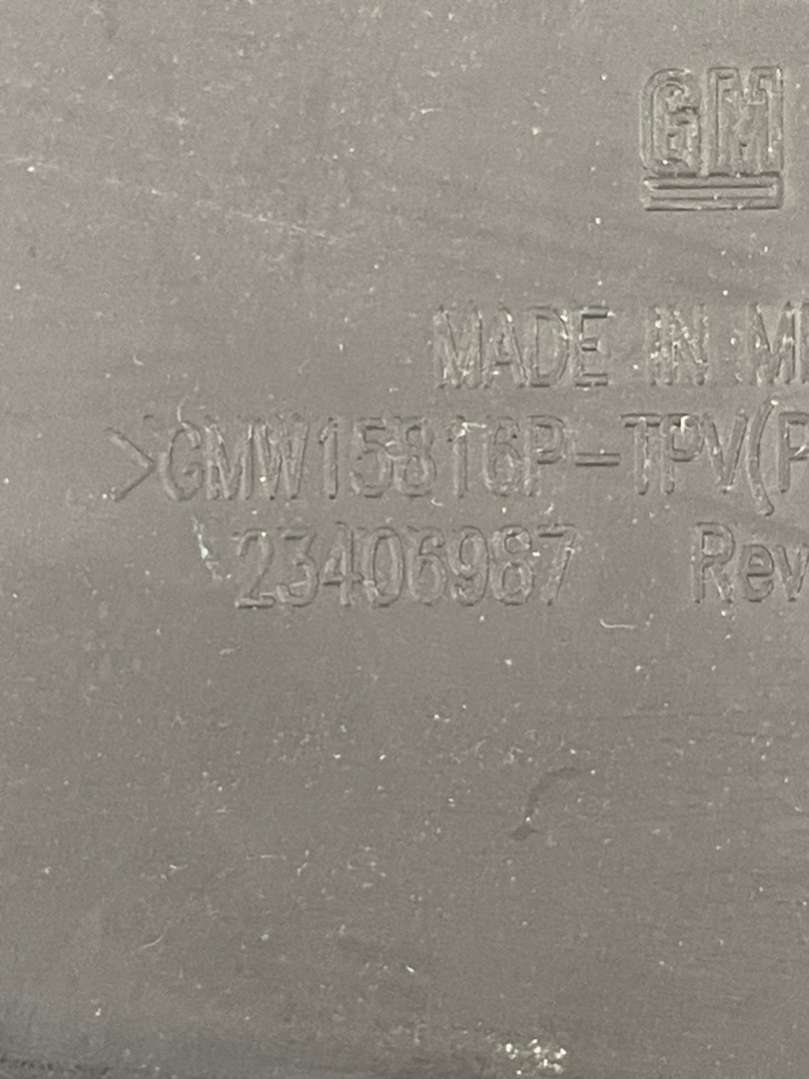 GM
MADE IN M
>GMW15816P-TPV(P
23406987 Rev